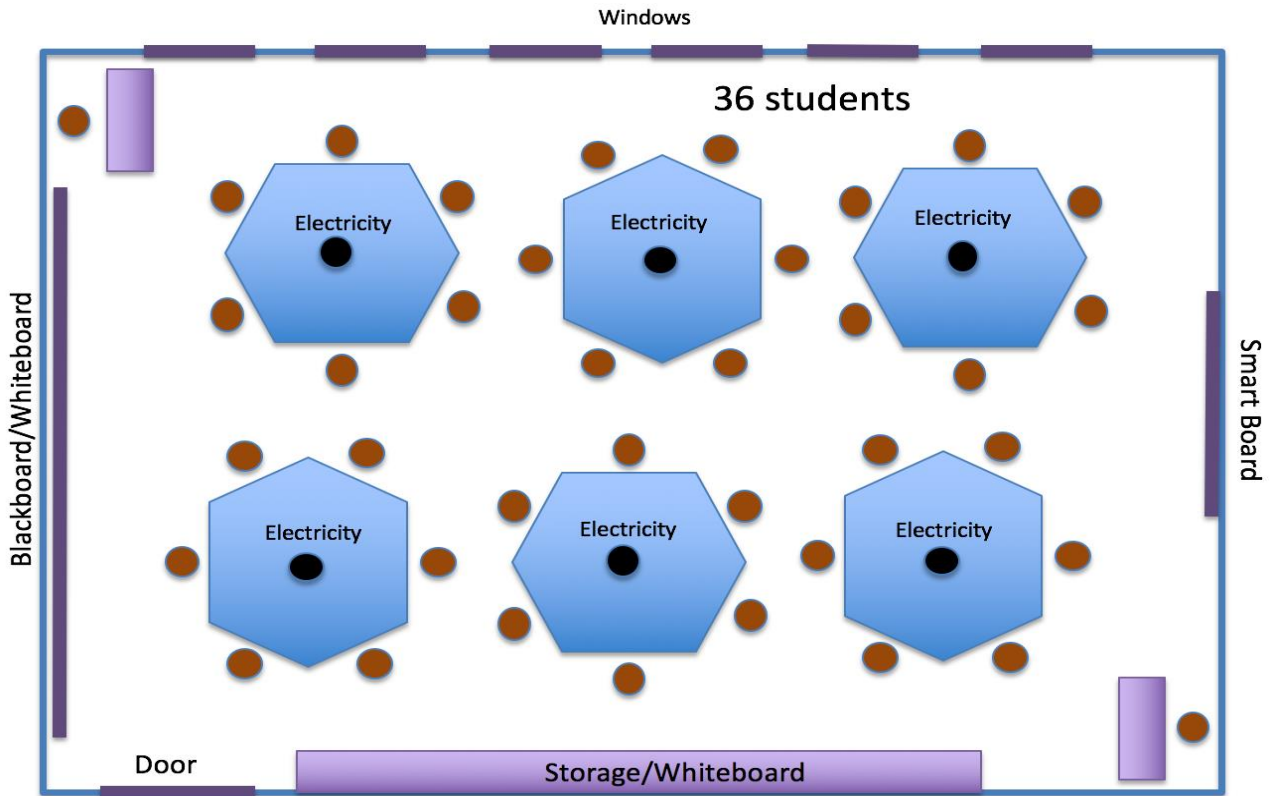 Windows
36 students
Electricity
Electricity
Electricity
Blackboard/Whiteboard
Smart Board
Electricity
Electricity
Electricity
Door
Storage/Whiteboard